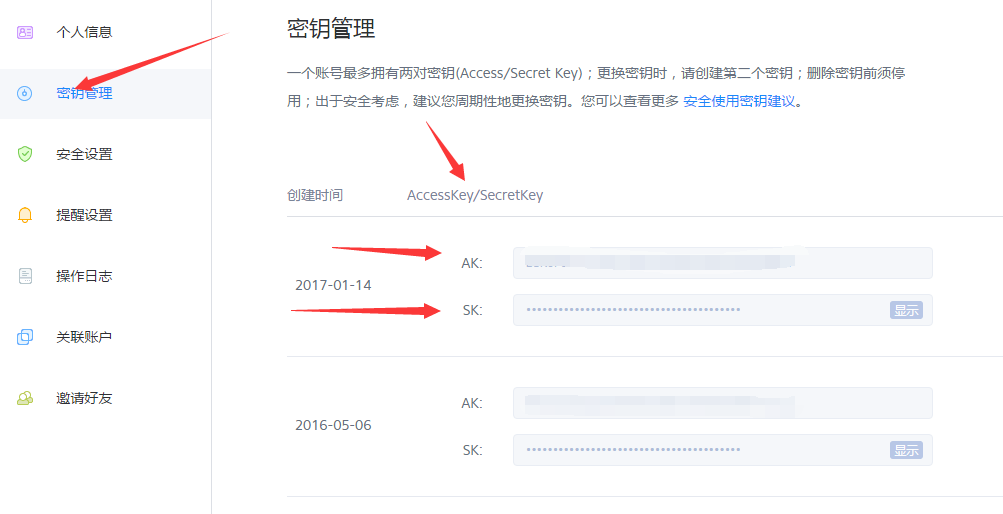 个人信息
密钥管理
安全设置
提醒设置
操作日志
关联账户
邀请好友
密钥管理
一个账号最多拥有两对密钥(Access/Secret Key)；更换密钥时，请创建第二个密钥；删除密钥前须停
用；出于安全考虑，建议您周期性地更换密钥。您可以查看更多 安全使用密钥建议。
创建时间 AccessKey/SecretKey
2017-01-14
AK:
SK: ••••••••••••••••••••••••••••••••••••••• 显示
2016-05-06
AK:
SK: ••••••••••••••••••••••••••••••••••••••• 显示